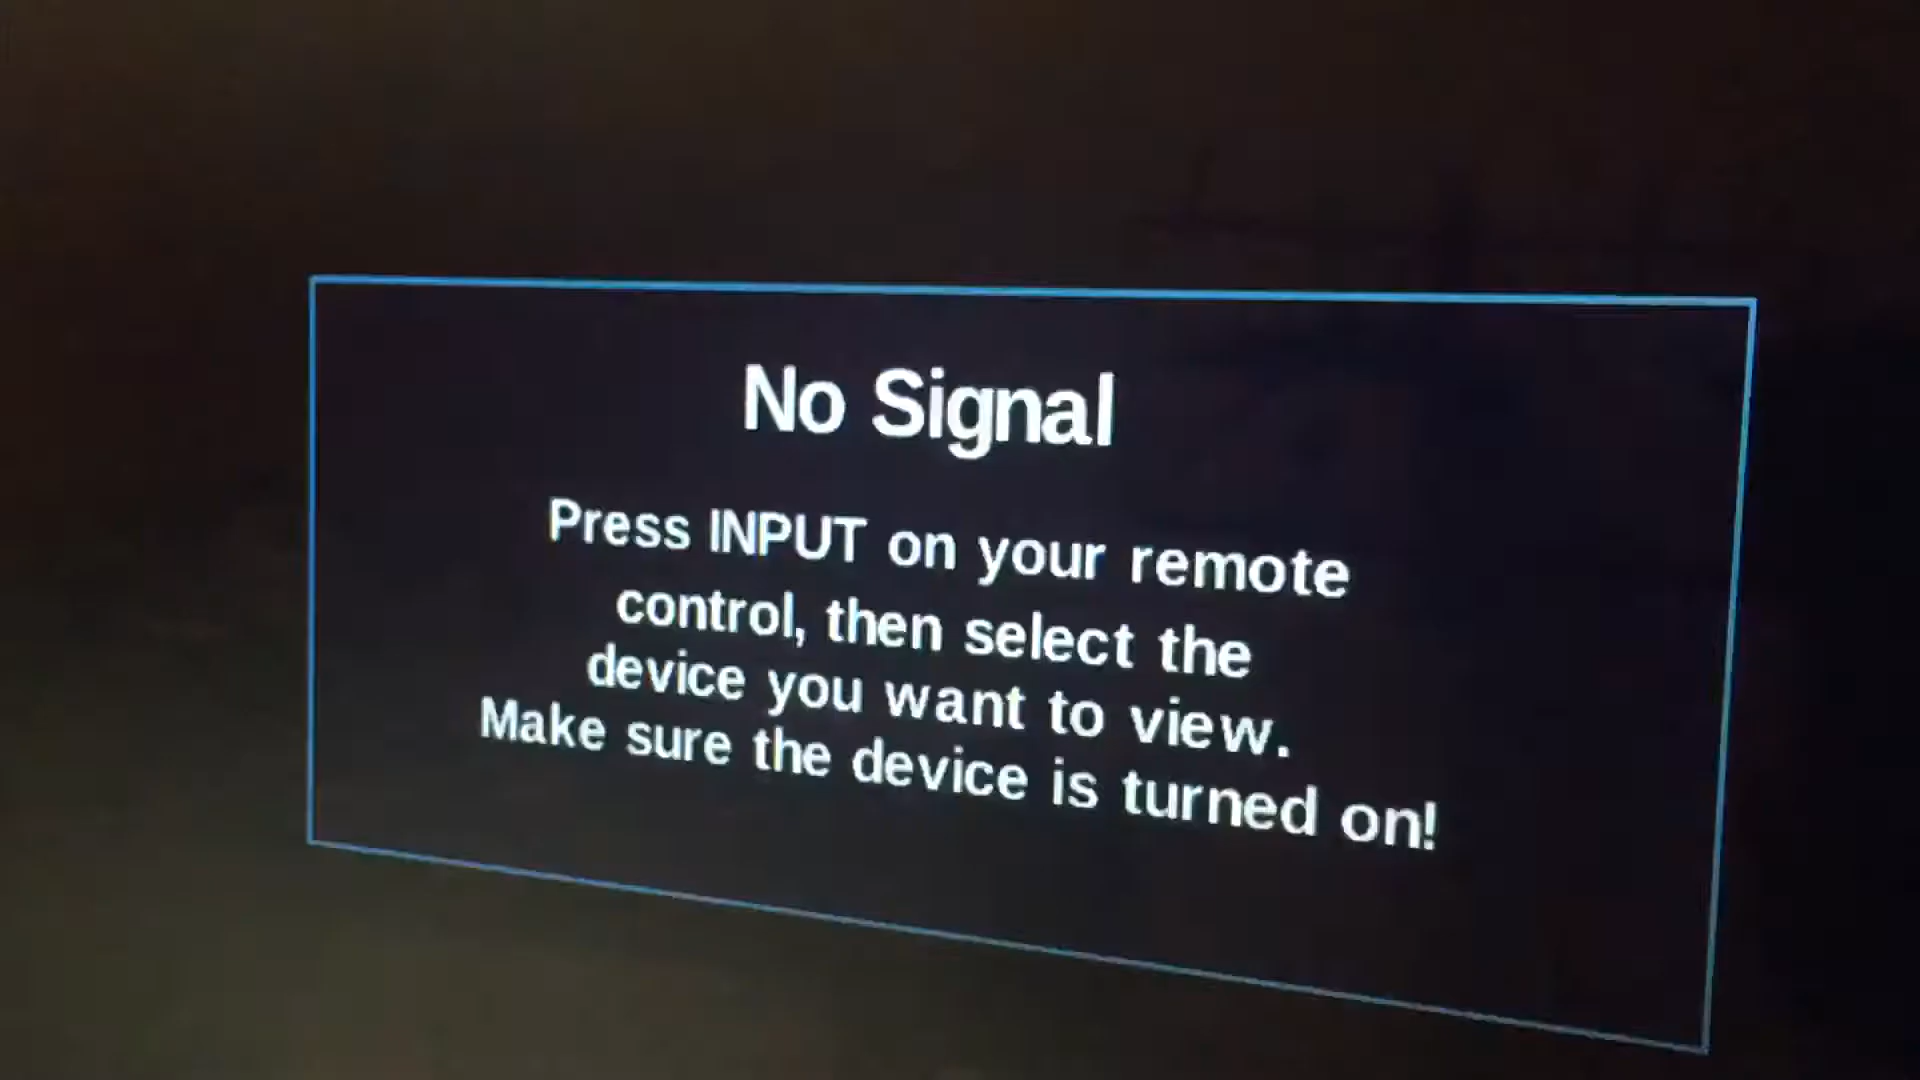 No Signal
Press INPUT on your remote
control, then select the
device you want to view.
Make sure the device is turned on!